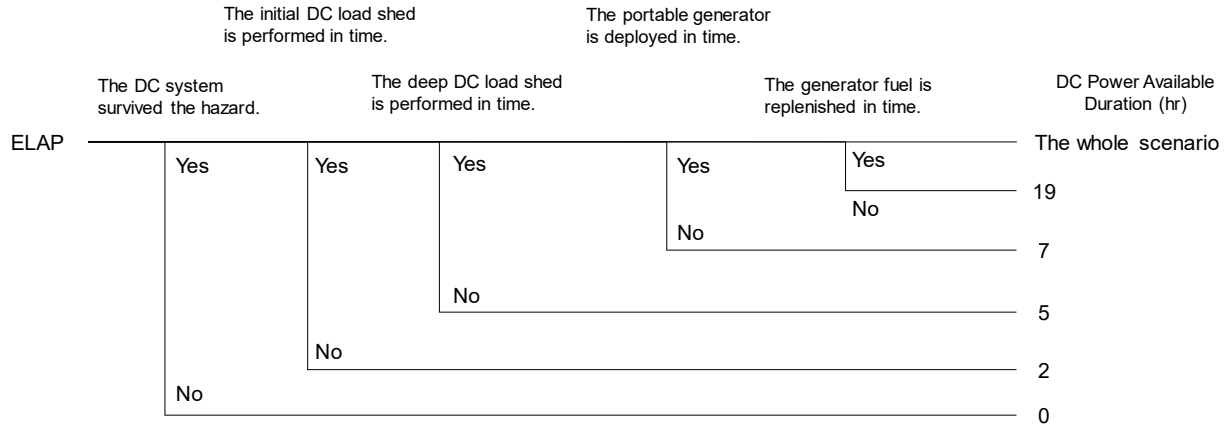 The initial DC load shed
is performed in time.
The portable generator
is deployed in time.
The DC system
survived the hazard.
The deep DC load shed
is performed in time.
The generator fuel is
replenished in time.
DC Power Available
Duration (hr)
ELAP
The whole scenario
Yes
Yes
Yes
Yes
Yes
19
No
No
7
No
5
No
2
No
0